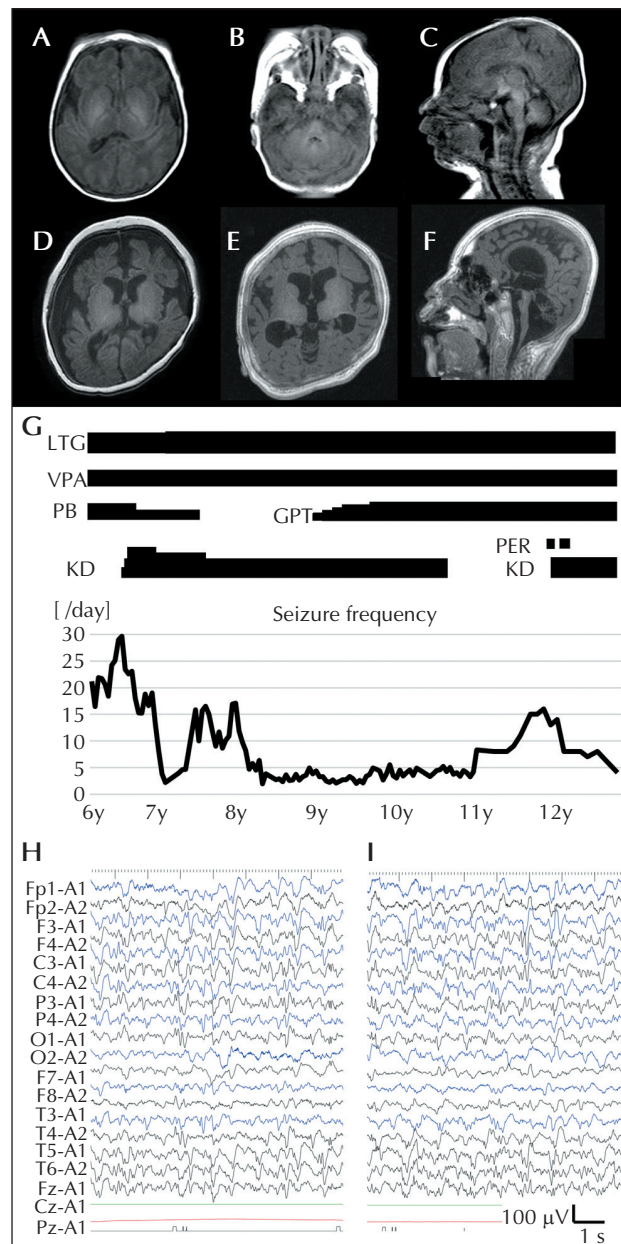 A B C
D E F
G
LTG
VPA
PB GPT
PER
KD KD
[ /day] Seizure frequency
30
25
20
15
10
5
0
6y 7y 8y 9y 10y 11y 12y
H I
Fp1-A1
Fp2-A2
F3-A1
F4-A2
C3-A1
C4-A2
P3-A1
P4-A2
O1-A1
O2-A2
F7-A1
F8-A2
T3-A1
T4-A2
T5-A1
T6-A2
Fz-A1
Cz-A1
Pz-A1
100 μV
1 s